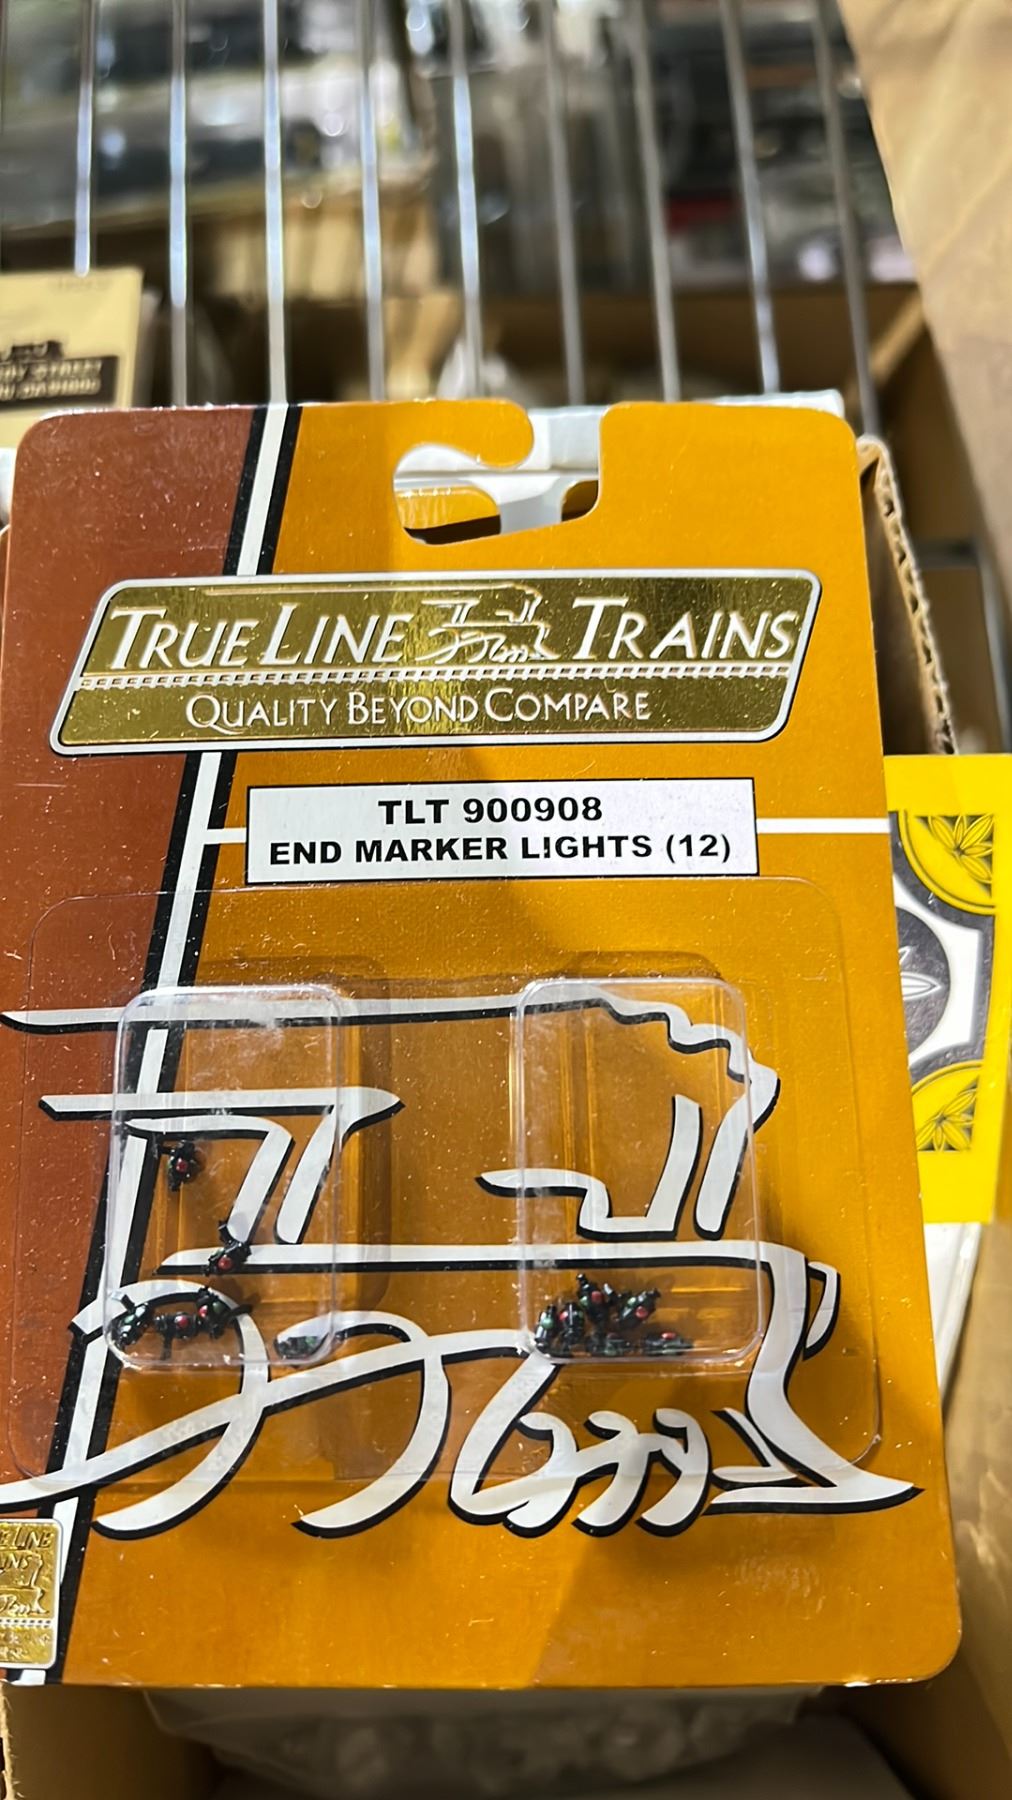 TRUE LINE TRAINS
QUALITY BEYOND COMPARE
TLT 900908
END MARKER LIGHTS (12)